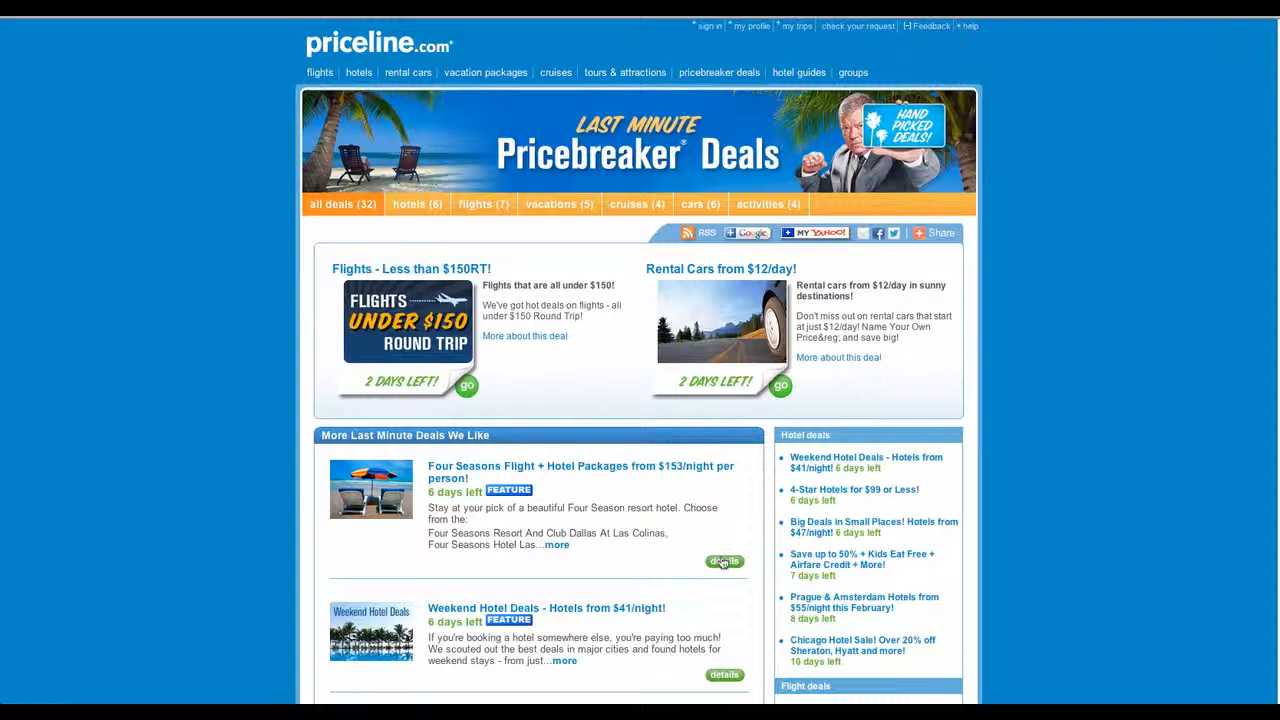 sign in | my profile | my trips | check your request | [-] Feedback | help
priceline.com
flights | hotels | rental cars | vacation packages | cruises | tours & attractions | pricebreaker deals | hotel guides | groups
LAST MINUTE
Pricebreaker® Deals
HAND
PICKED
DEALS!
all deals (32) | hotels (6) | flights (7) | vacations (5) | cruises (4) | cars (6) | activities (4)
RSS + Google + MY YAHOO! | Share
Flights - Less than $150RT!
FLIGHTS
UNDER $150
ROUND TRIP
2 DAYS LEFT!
go
Flights that are all under $150!
We've got hot deals on flights - all
under $150 Round Trip!
More about this deal
Rental Cars from $12/day!
2 DAYS LEFT!
go
Rental cars from $12/day in sunny
destinations!
Don't miss out on rental cars that start
at just $12/day! Name Your Own
Price&reg; and save big!
More about this deal
More Last Minute Deals We Like
Four Seasons Flight + Hotel Packages from $153/night per
person!
6 days left FEATURE
Stay at your pick of a beautiful Four Season resort hotel. Choose
from the:
Four Seasons Resort And Club Dallas At Las Colinas,
Four Seasons Hotel Las...more
details
Weekend Hotel Deals
Weekend Hotel Deals - Hotels from $41/night!
6 days left FEATURE
If you're booking a hotel somewhere else, you're paying too much!
We scouted out the best deals in major cities and found hotels for
weekend stays - from just...more
details
Hotel deals
Weekend Hotel Deals - Hotels from
$41/night! 6 days left
4-Star Hotels for $99 or Less!
6 days left
Big Deals in Small Places! Hotels from
$47/night! 6 days left
Save up to 50% + Kids Eat Free +
Airfare Credit + More!
7 days left
Prague & Amsterdam Hotels from
$55/night this February!
8 days left
Chicago Hotel Sale! Over 20% off
Sheraton, Hyatt and more!
10 days left
Flight deals